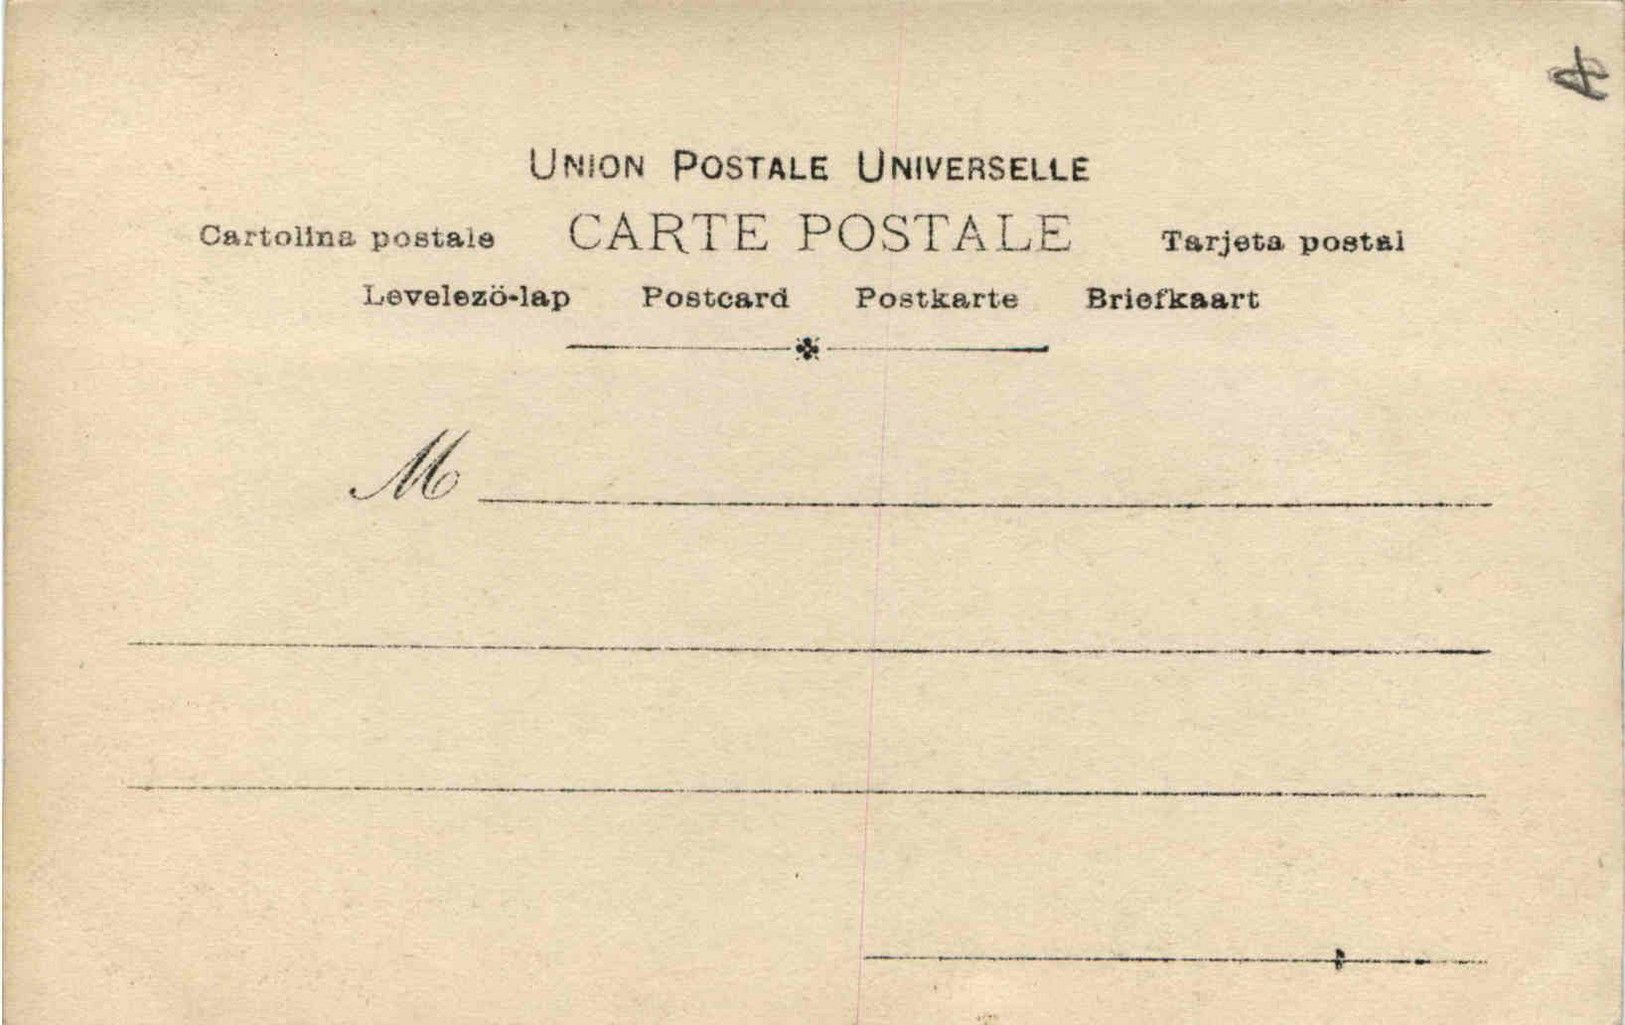 UNION POSTALE UNIVERSELLE
Cartolina postale CARTE POSTALE Tarjeta postal
Levelezö-lap Postcard Postkarte Briefkaart
M